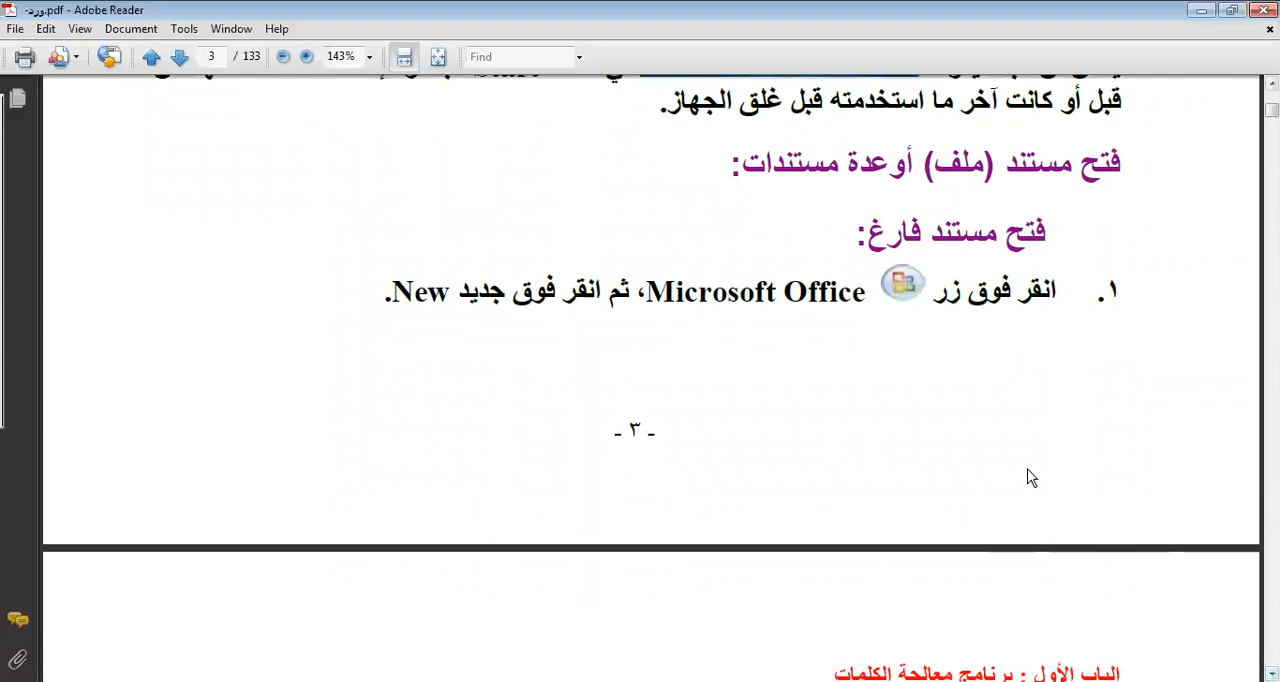 ورد-.pdf - Adobe Reader
File Edit View Document Tools Window Help
3 / 133 143% Find
قبل أو كانت آخر ما استخدمته قبل غلق الجهاز.
فتح مستند (ملف) أوعدة مستندات:
فتح مستند فارغ:
١. انقر فوق زر Microsoft Office، ثم انقر فوق جديد New.
- ٣ -
الباب الأول : برنامج معالجة الكلمات